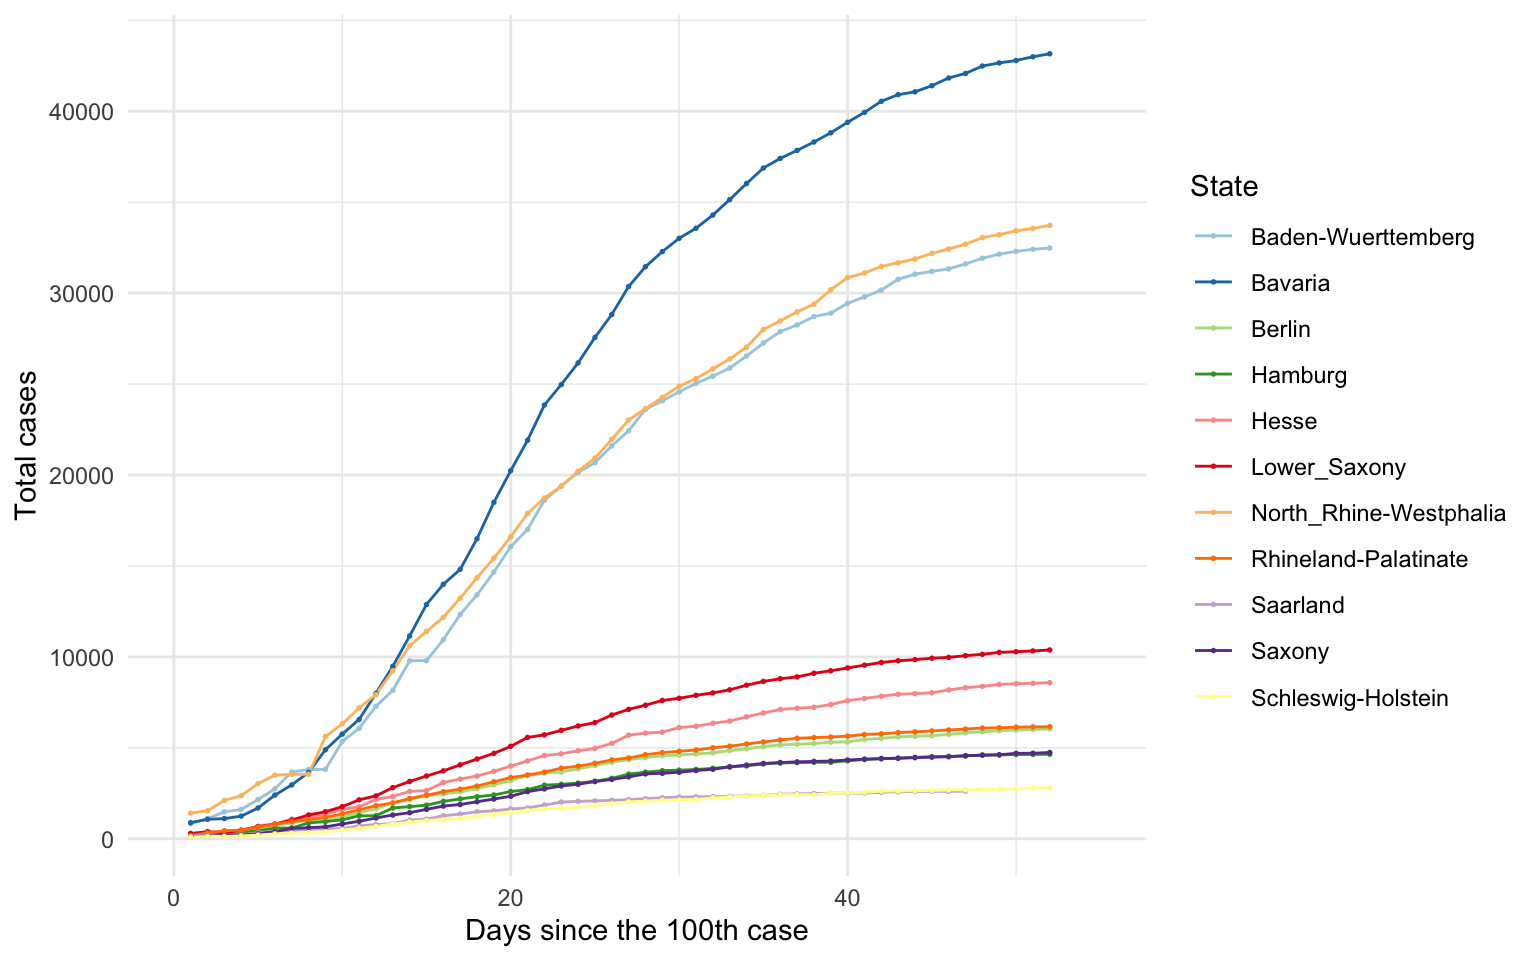 Total cases
40000
30000
20000
10000
0
0
20
40
Days since the 100th case
State
Baden-Wuerttemberg
Bavaria
Berlin
Hamburg
Hesse
Lower_Saxony
North_Rhine-Westphalia
Rhineland-Palatinate
Saarland
Saxony
Schleswig-Holstein